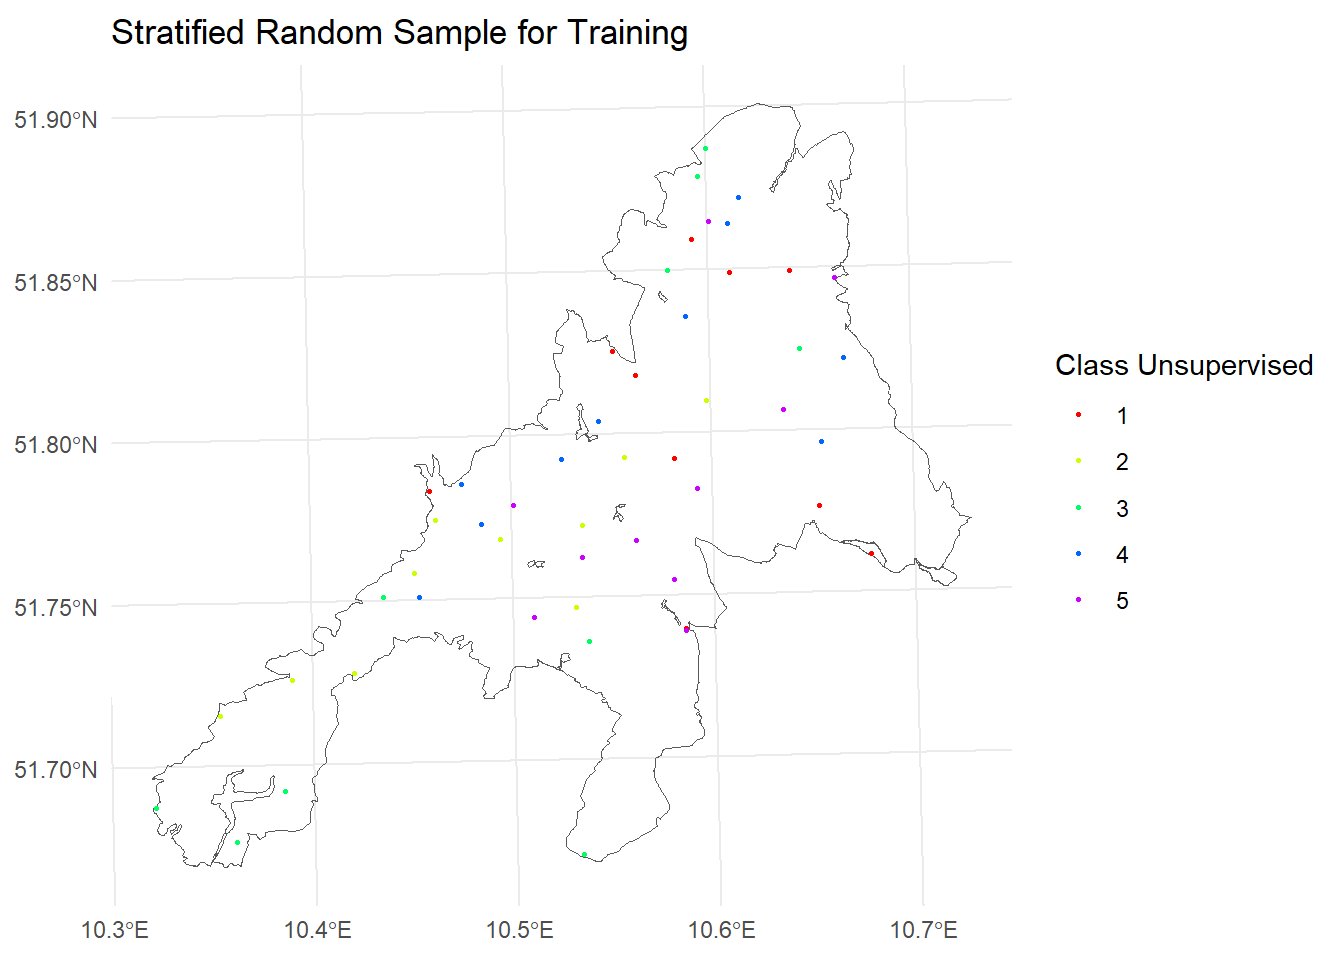 Stratified Random Sample for Training
51.90°N
51.85°N
51.80°N
51.75°N
51.70°N
10.3°E
10.4°E
10.5°E
10.6°E
10.7°E
Class Unsupervised
1
2
3
4
5